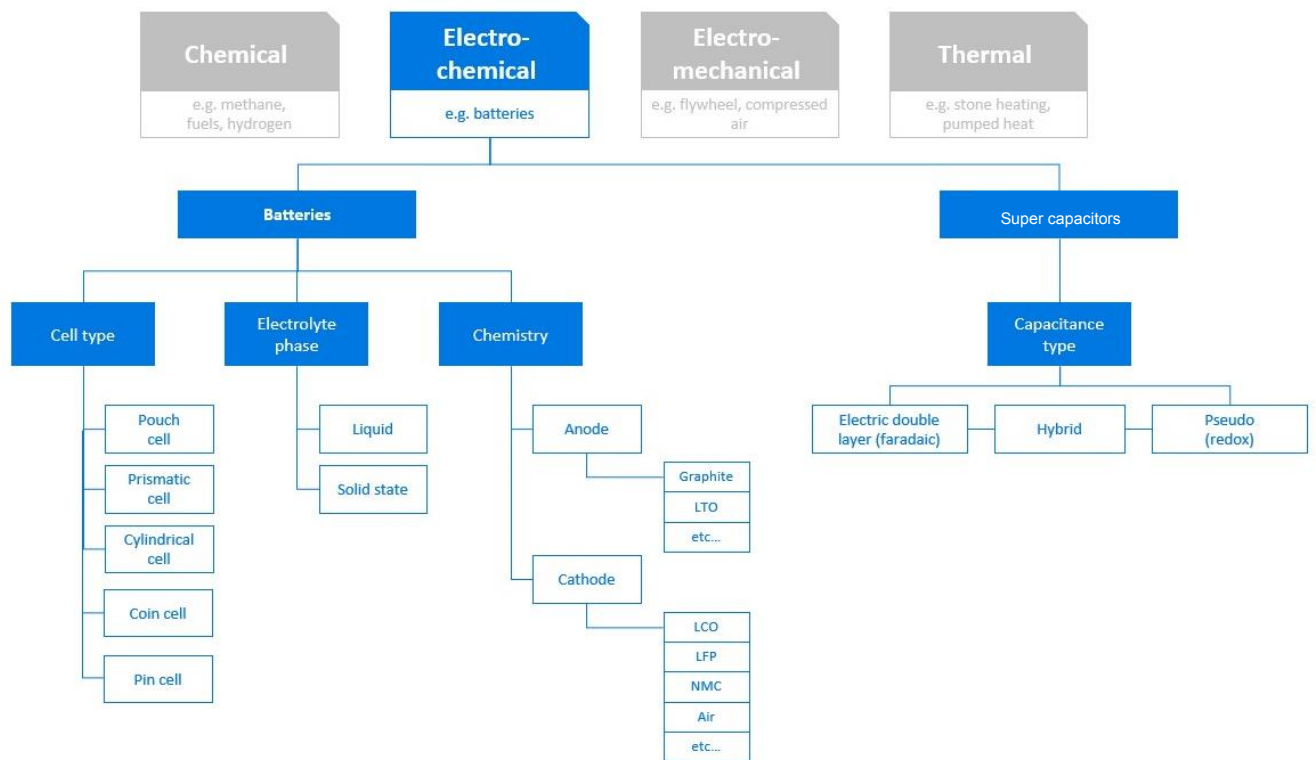 Chemical
e.g. methane,
fuels, hydrogen
Electro-
chemical
e.g. batteries
Electro-
mechanical
e.g. flywheel, compressed
air
Thermal
e.g. stone heating,
pumped heat
Batteries
Super capacitors
Cell type
Electrolyte
phase
Chemistry
Capacitance
type
Pouch
cell
Prismatic
cell
Cylindrical
cell
Coin cell
Pin cell
Liquid
Solid state
Anode
Graphite
LTO
etc...
Cathode
LCO
LFP
NMC
Air
etc...
Electric double
layer (faradaic)
Hybrid
Pseudo
(redox)